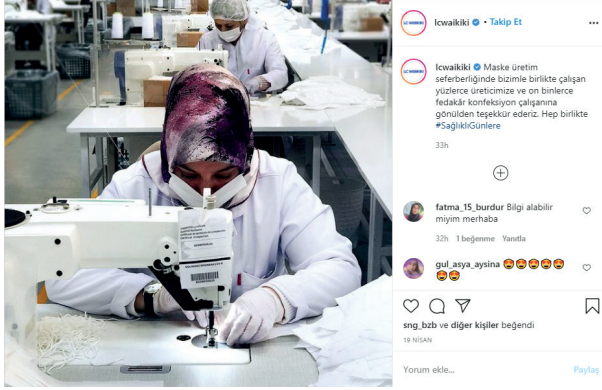 lcwaikiki • Takip Et
lcwaikiki Maske üretim
seferberliğinde bizimle birlikte çalışan
yüzlerce üreticimize ve on binlerce
fedakâr konfeksiyon çalışanına
gönülden teşekkür ederiz. Hep birlikte
#SağlıklıGünlere
33h
fatma_15_burdur Bilgi alabilir
miyim merhaba
32h 1 beğenme Yanıtla
gul_asya_aysina 😍😍😍😍😍
😍😍
sng_bzb ve diğer kişiler beğendi
19 NİSAN
Yorum ekle... Paylaş